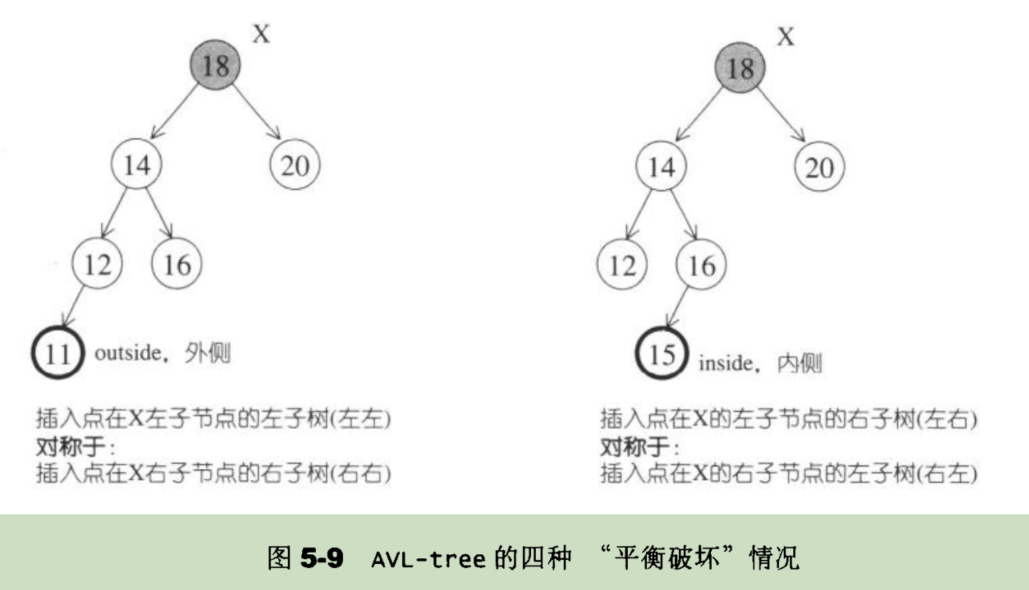 X
18
14
20
12
16
11
outside，外侧
插入点在X左子节点的左子树(左左)
对称于：
插入点在X右子节点的右子树(右右)
X
18
14
20
12
16
15
inside，内侧
插入点在X的左子节点的右子树(左右)
对称于：
插入点在X的右子节点的左子树(右左)
图 5-9 AVL-tree 的四种 “平衡破坏”情况